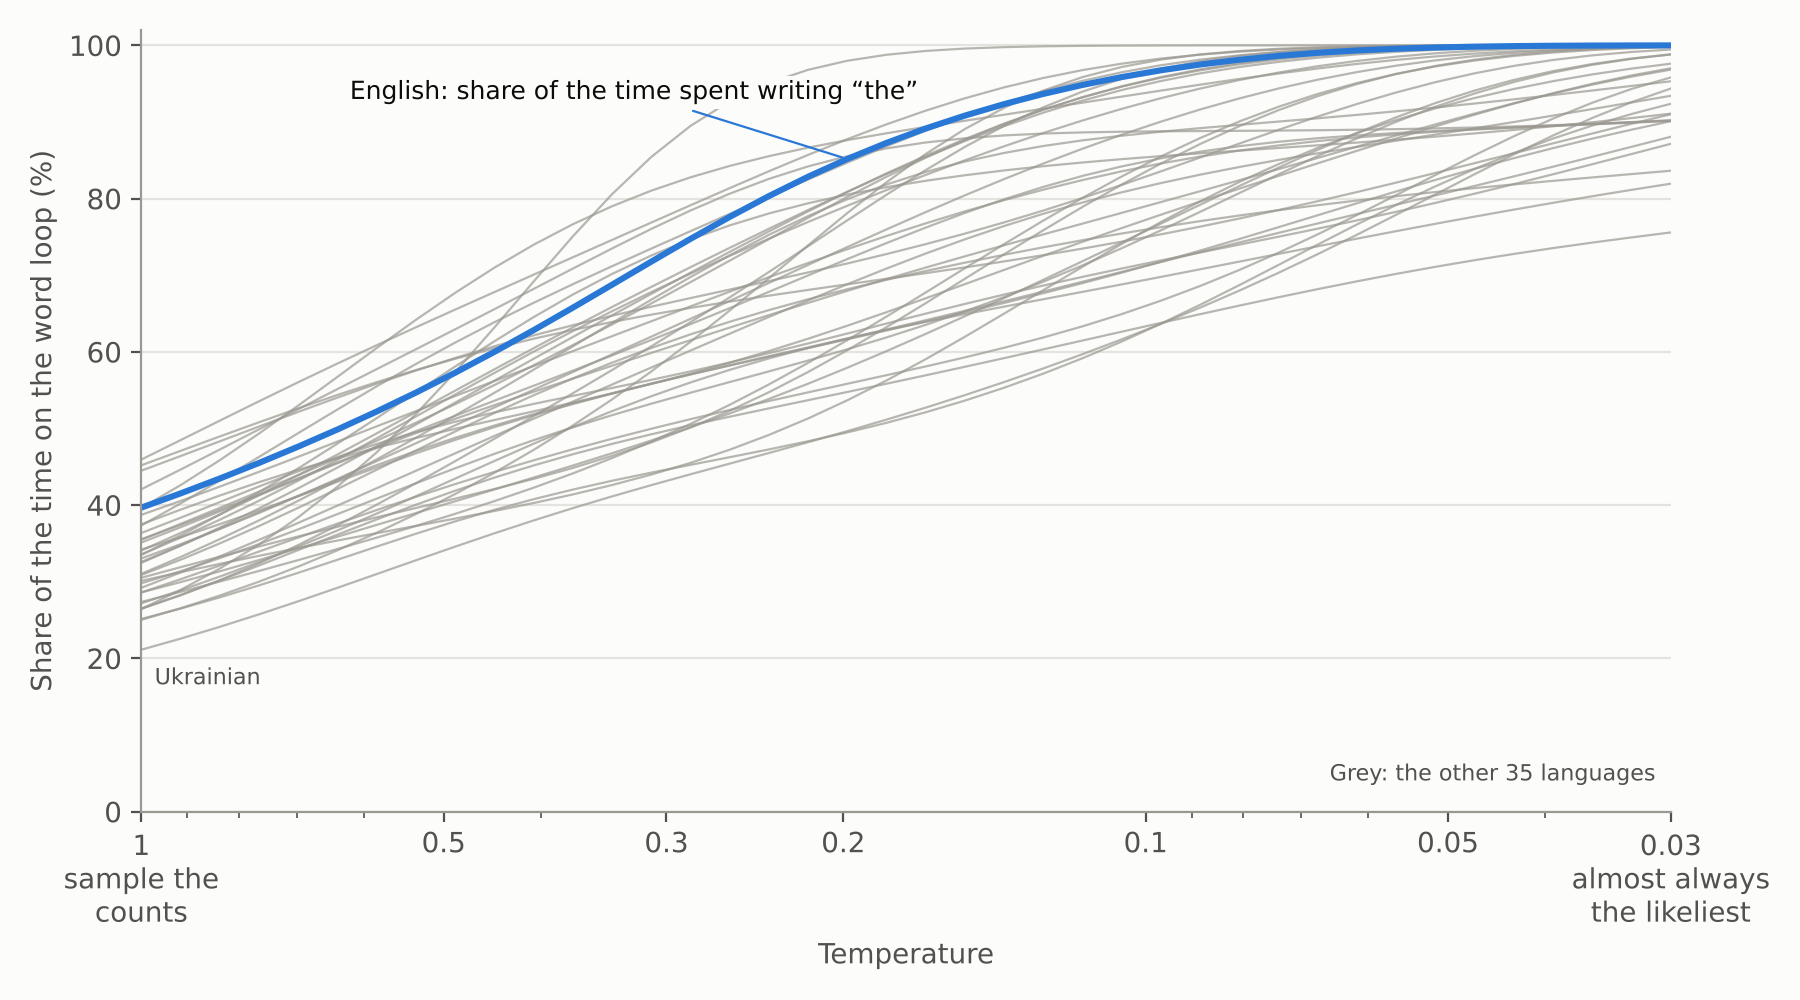 Share of the time on the word loop (%)
100
80
60
40
20
0
English: share of the time spent writing “the”
Ukrainian
Grey: the other 35 languages
1
0.5
0.3
0.2
0.1
0.05
0.03
sample the
counts
almost always
the likeliest
Temperature